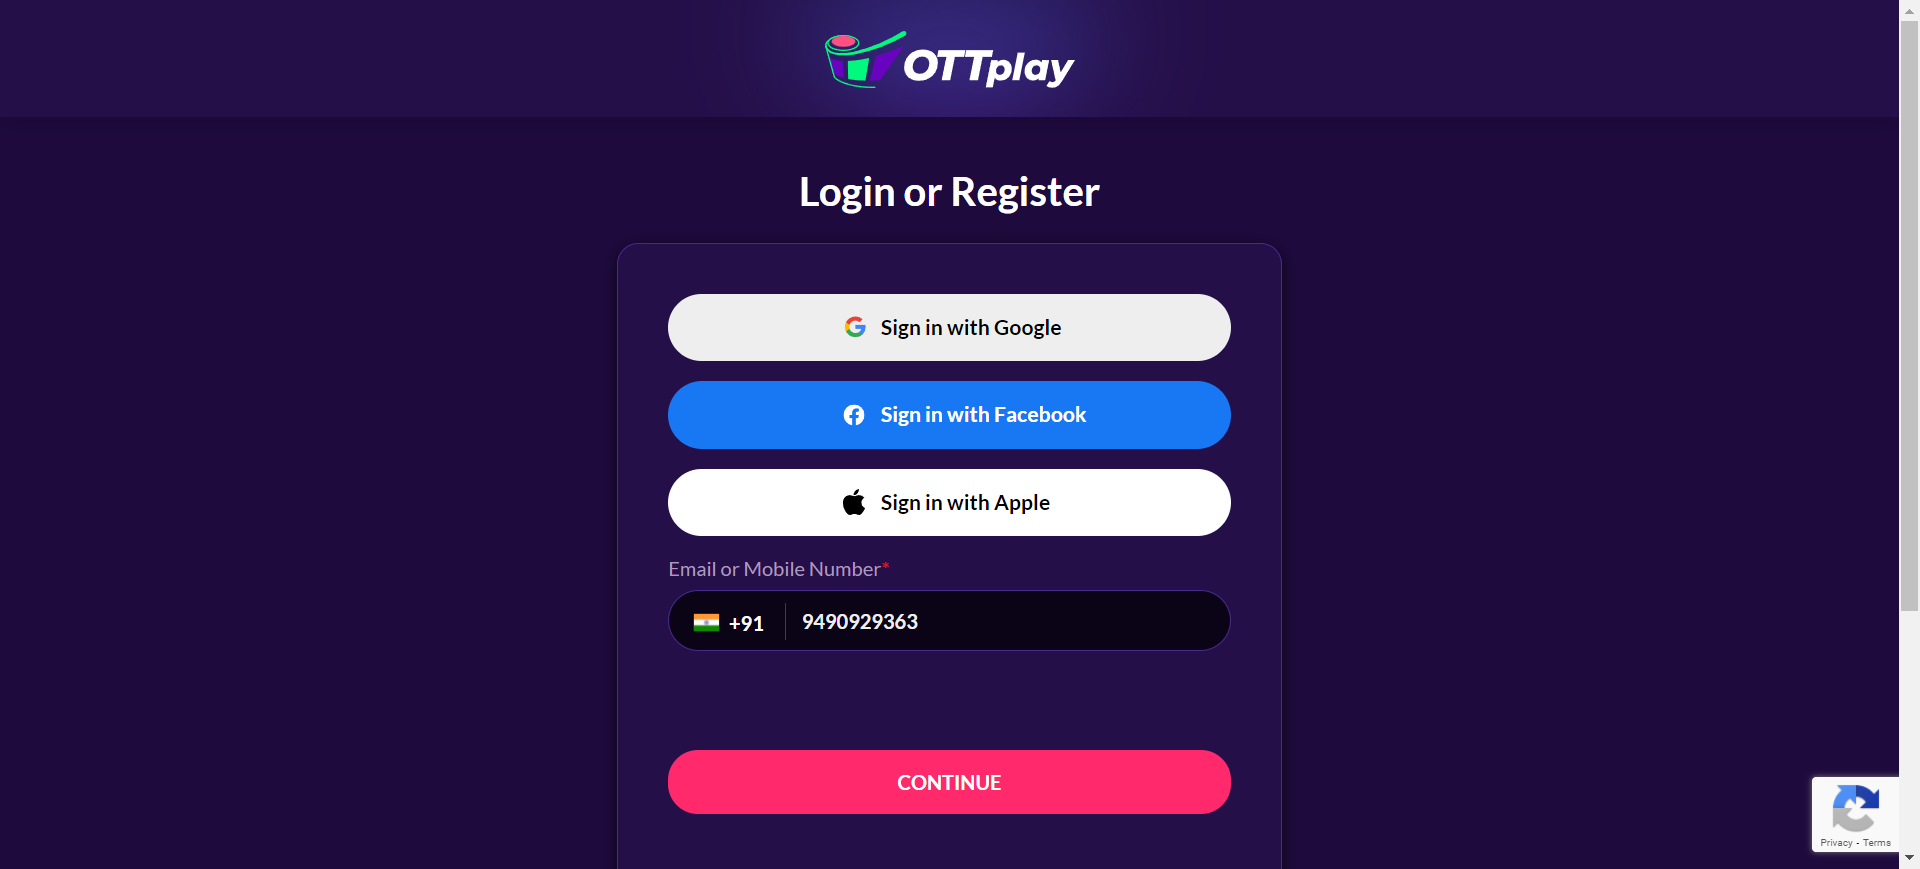 OTTplay
Login or Register
Sign in with Google
Sign in with Facebook
Sign in with Apple
Email or Mobile Number*
+91 9490929363
CONTINUE
Privacy - Terms